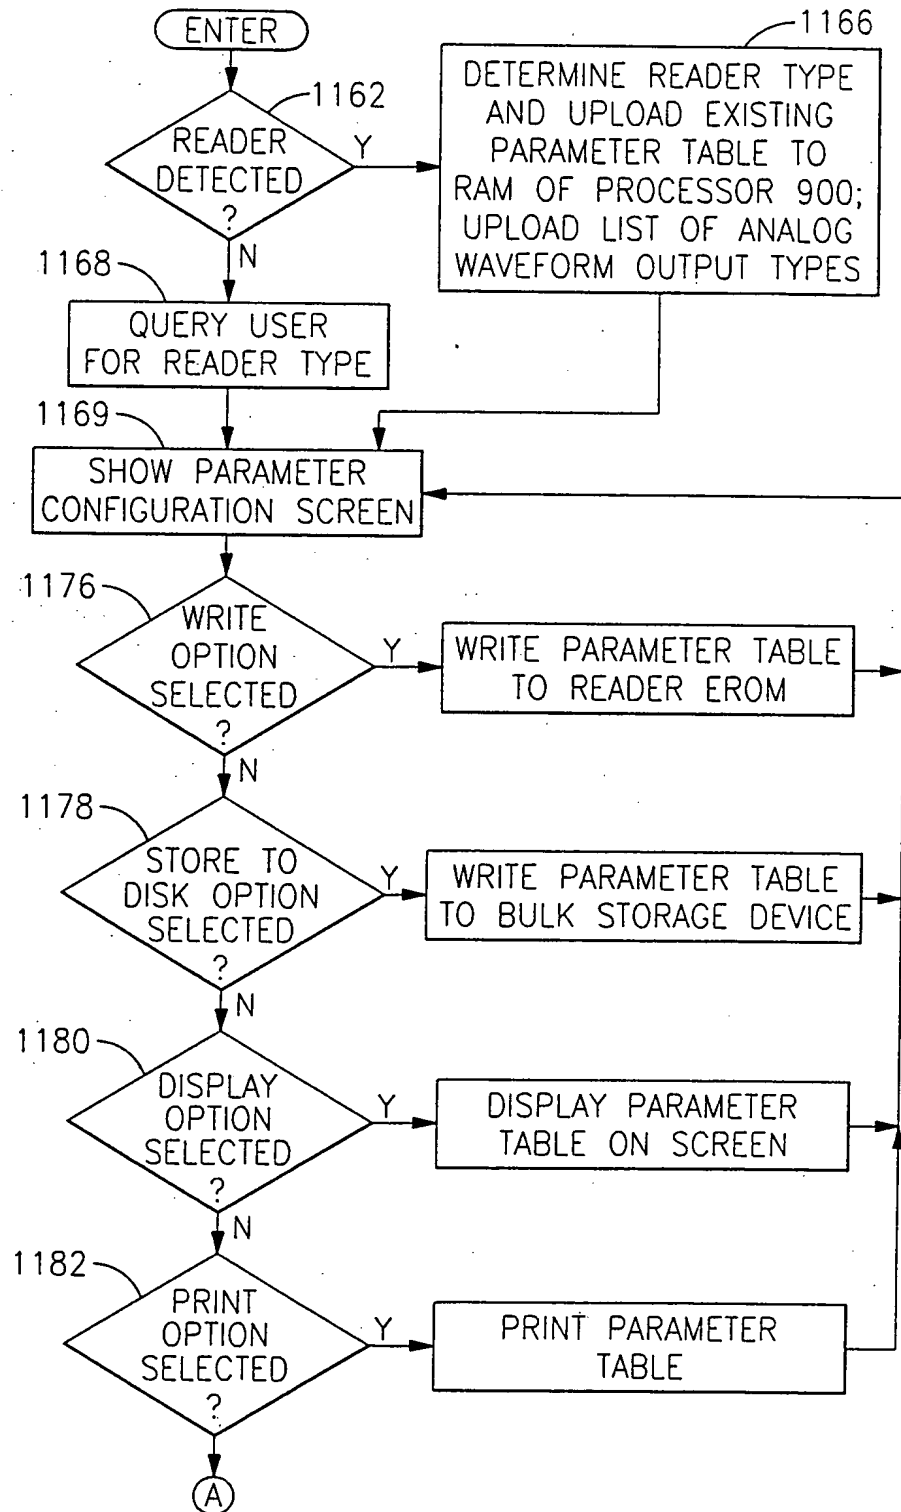 ENTER
1162
READER
DETECTED
?
Y
N
1166
DETERMINE READER TYPE
AND UPLOAD EXISTING
PARAMETER TABLE TO
RAM OF PROCESSOR 900;
UPLOAD LIST OF ANALOG
WAVEFORM OUTPUT TYPES
1168
QUERY USER
FOR READER TYPE
1169
SHOW PARAMETER
CONFIGURATION SCREEN
1176
WRITE
OPTION
SELECTED
?
Y
N
WRITE PARAMETER TABLE
TO READER EROM
1178
STORE TO
DISK OPTION
SELECTED
?
Y
N
WRITE PARAMETER TABLE
TO BULK STORAGE DEVICE
1180
DISPLAY
OPTION
SELECTED
?
Y
N
DISPLAY PARAMETER
TABLE ON SCREEN
1182
PRINT
OPTION
SELECTED
?
Y
PRINT PARAMETER
TABLE
A